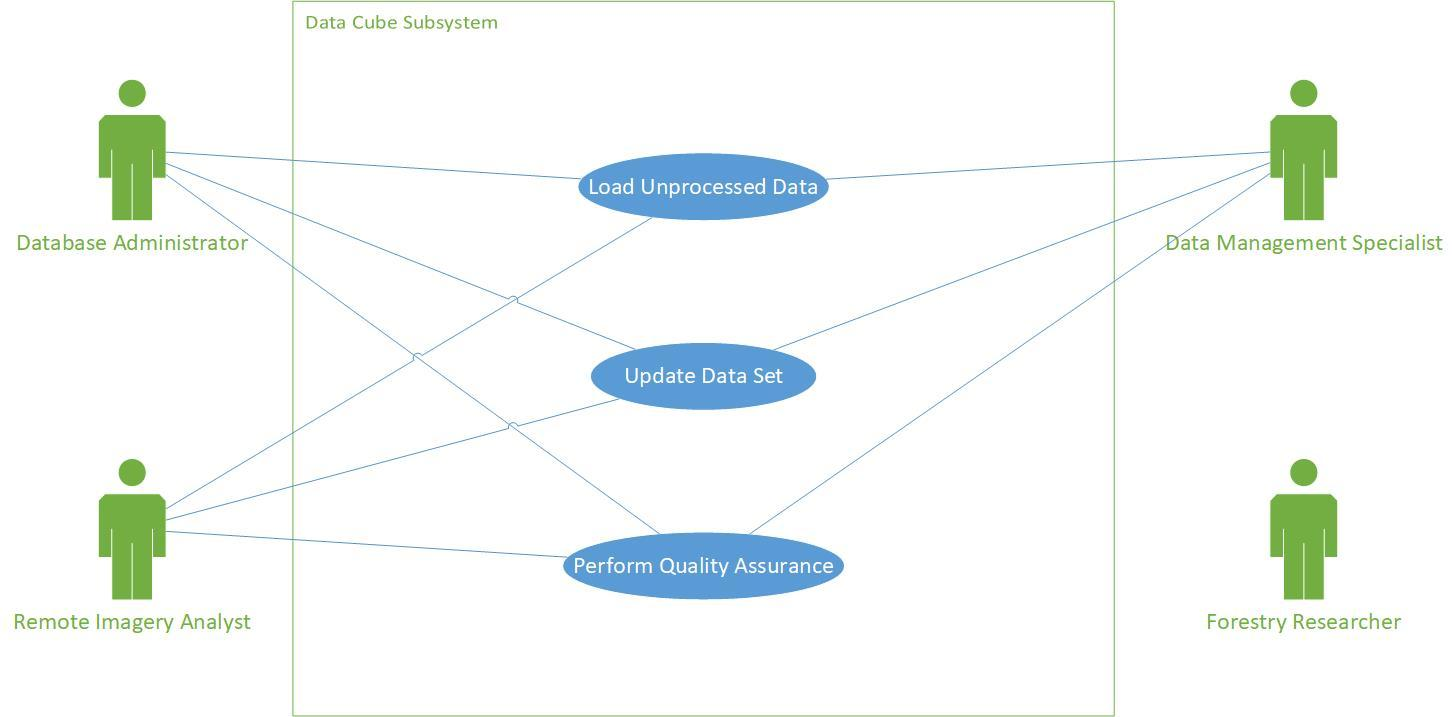 Data Cube Subsystem
Load Unprocessed Data
Database Administrator
Data Management Specialist
Update Data Set
Perform Quality Assurance
Remote Imagery Analyst
Forestry Researcher